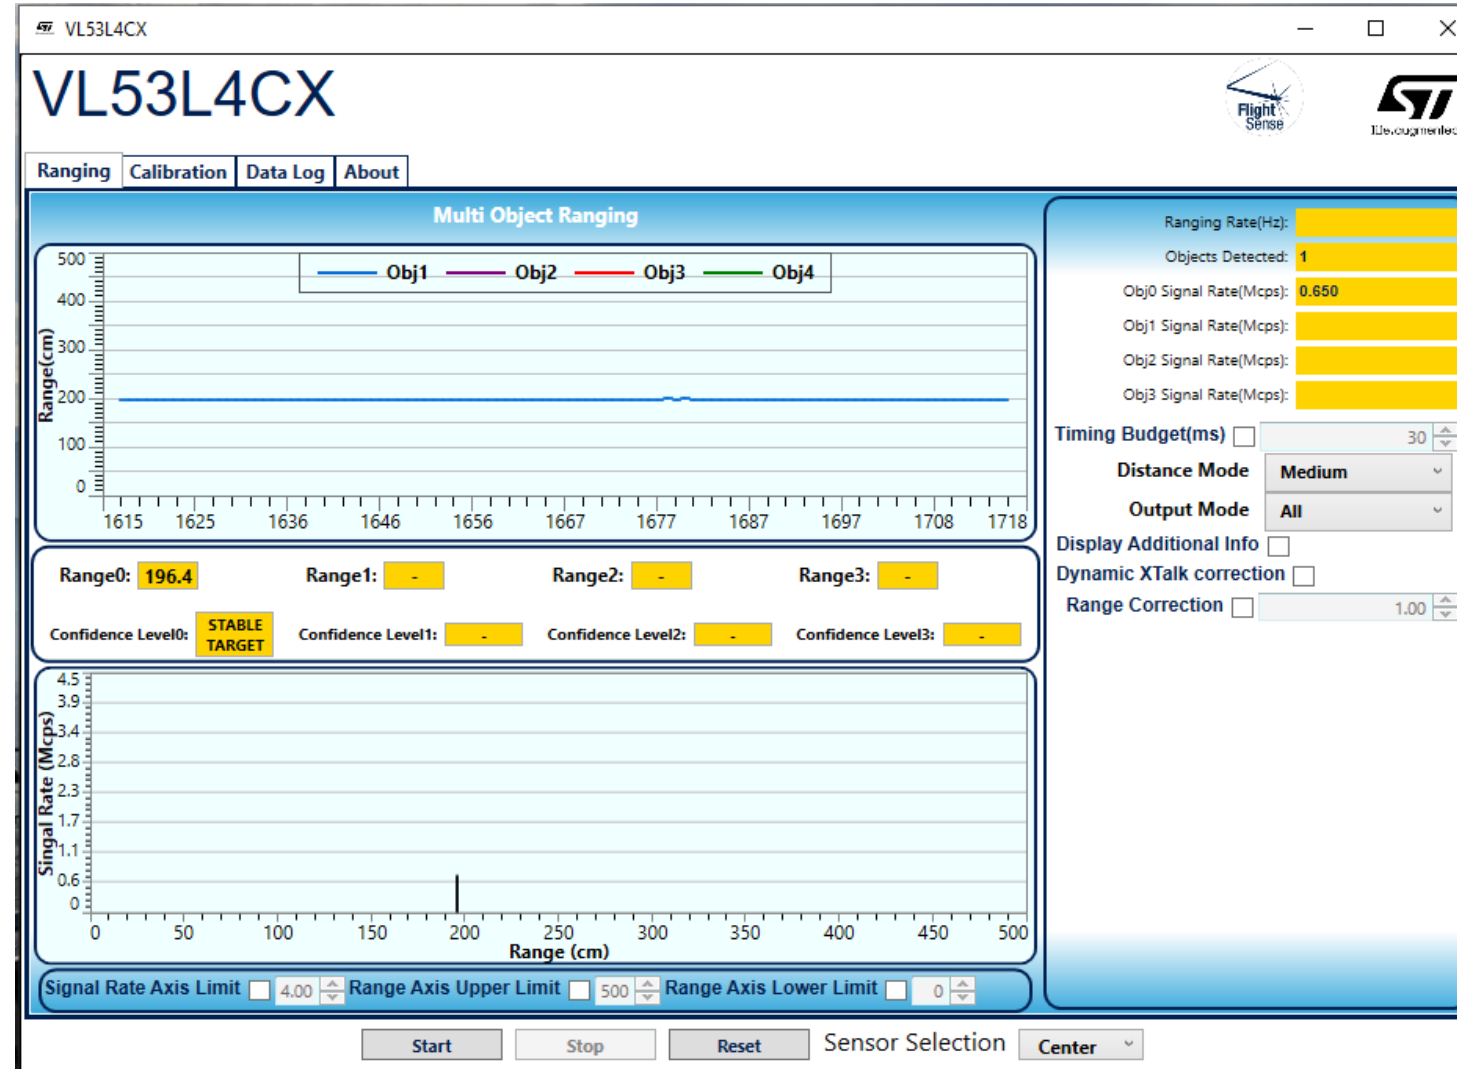 VL53L4CX
VL53L4CX
Flight
Sense
life.augmented
Ranging Calibration Data Log About
Multi Object Ranging
Obj1 Obj2 Obj3 Obj4
Range(cm)
500
400
300
200
100
0
1615 1625 1636 1646 1656 1667 1677 1687 1697 1708 1718
Range0: 196.4 Range1: - Range2: - Range3: -
Confidence Level0: STABLE
TARGET
Confidence Level1: - Confidence Level2: - Confidence Level3: -
Singal Rate (Mcps)
4.5
3.9
3.4
2.8
2.3
1.7
1.1
0.6
0
0 50 100 150 200 250 300 350 400 450 500
Range (cm)
Signal Rate Axis Limit 4.00 Range Axis Upper Limit 500 Range Axis Lower Limit 0
Ranging Rate(Hz):
Objects Detected: 1
Obj0 Signal Rate(Mcps): 0.650
Obj1 Signal Rate(Mcps):
Obj2 Signal Rate(Mcps):
Obj3 Signal Rate(Mcps):
Timing Budget(ms) 30
Distance Mode Medium
Output Mode All
Display Additional Info
Dynamic XTalk correction
Range Correction 1.00
Start Stop Reset Sensor Selection Center